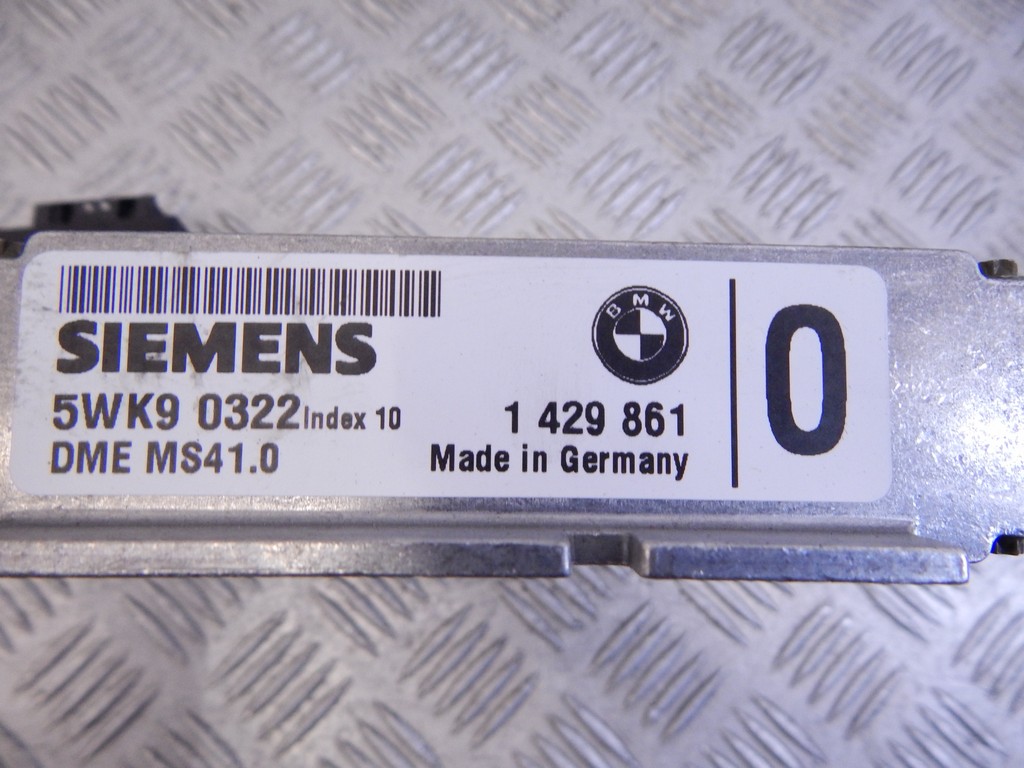 SIEMENS
5WK9 0322 Index 10
DME MS41.0
BMW
1 429 861
Made in Germany
0